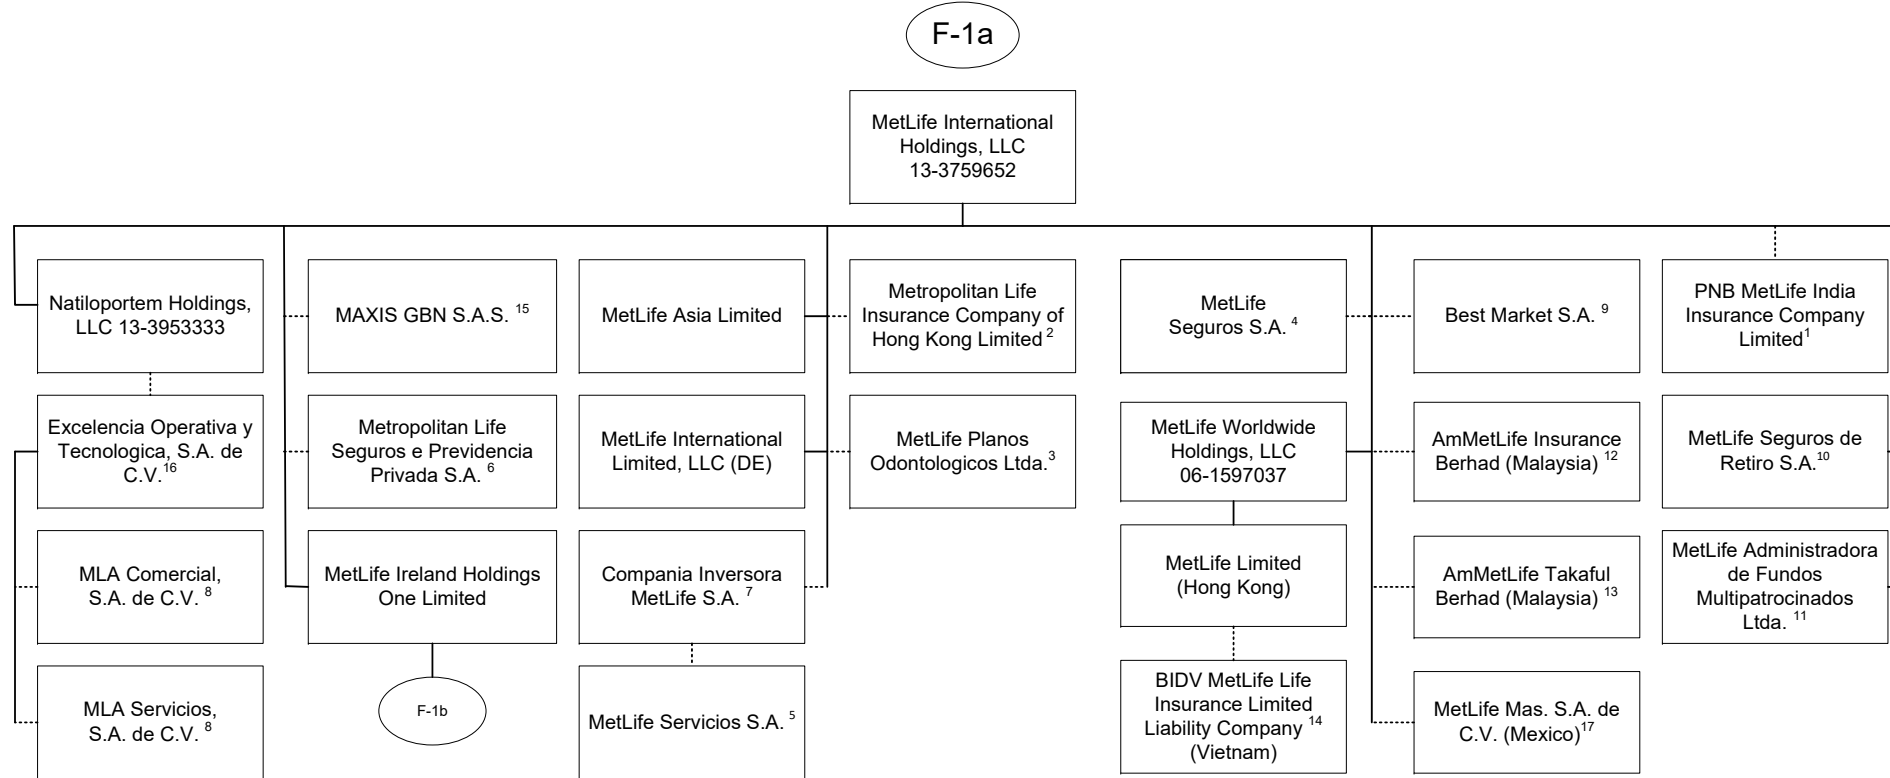 F-1a
MetLife International
Holdings, LLC
13-3759652
Natiloportem Holdings,
LLC 13-3953333
MAXIS GBN S.A.S. 15
MetLife Asia Limited
Metropolitan Life
Insurance Company of
Hong Kong Limited 2
MetLife
Seguros S.A. 4
Best Market S.A. 9
PNB MetLife India
Insurance Company
Limited1
Excelencia Operativa y
Tecnologica, S.A. de
C.V.16
Metropolitan Life
Seguros e Previdencia
Privada S.A. 6
MetLife International
Limited, LLC (DE)
MetLife Planos
Odontologicos Ltda.3
MetLife Worldwide
Holdings, LLC
06-1597037
AmMetLife Insurance
Berhad (Malaysia) 12
MetLife Seguros de
Retiro S.A.10
MLA Comercial,
S.A. de C.V. 8
MetLife Ireland Holdings
One Limited
Compania Inversora
MetLife S.A. 7
MetLife Limited
(Hong Kong)
AmMetLife Takaful
Berhad (Malaysia) 13
MetLife Administradora
de Fundos
Multipatrocinados
Ltda. 11
MLA Servicios,
S.A. de C.V. 8
F-1b
MetLife Servicios S.A. 5
BIDV MetLife Life
Insurance Limited
Liability Company 14
(Vietnam)
MetLife Mas. S.A. de
C.V. (Mexico)17